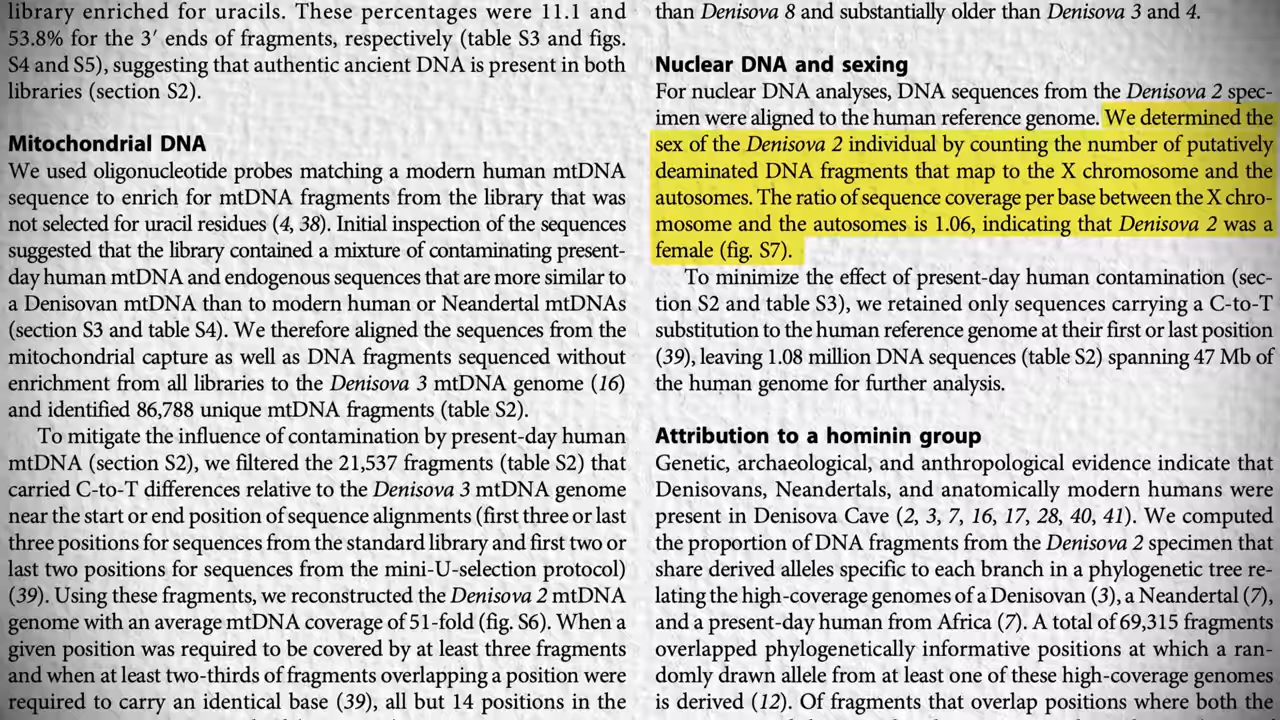 library enriched for uracils. These percentages were 11.1 and
53.8% for the 3′ ends of fragments, respectively (table S3 and figs.
S4 and S5), suggesting that authentic ancient DNA is present in both
libraries (section S2).
Mitochondrial DNA
We used oligonucleotide probes matching a modern human mtDNA
sequence to enrich for mtDNA fragments from the library that was
not selected for uracil residues (4, 38). Initial inspection of the sequences
suggested that the library contained a mixture of contaminating present-
day human mtDNA and endogenous sequences that are more similar to
a Denisovan mtDNA than to modern human or Neandertal mtDNAs
(section S3 and table S4). We therefore aligned the sequences from the
mitochondrial capture as well as DNA fragments sequenced without
enrichment from all libraries to the Denisova 3 mtDNA genome (16)
and identified 86,788 unique mtDNA fragments (table S2).
To mitigate the influence of contamination by present-day human
mtDNA (section S2), we filtered the 21,537 fragments (table S2) that
carried C-to-T differences relative to the Denisova 3 mtDNA genome
near the start or end position of sequence alignments (first three or last
three positions for sequences from the standard library and first two or
last two positions for sequences from the mini-U-selection protocol)
(39). Using these fragments, we reconstructed the Denisova 2 mtDNA
genome with an average mtDNA coverage of 51-fold (fig. S6). When a
given position was required to be covered by at least three fragments
and when at least two-thirds of fragments overlapping a position were
required to carry an identical base (39), all but 14 positions in the
than Denisova 8 and substantially older than Denisova 3 and 4.
Nuclear DNA and sexing
For nuclear DNA analyses, DNA sequences from the Denisova 2 spec-
imen were aligned to the human reference genome. We determined the
sex of the Denisova 2 individual by counting the number of putatively
deaminated DNA fragments that map to the X chromosome and the
autosomes. The ratio of sequence coverage per base between the X chro-
mosome and the autosomes is 1.06, indicating that Denisova 2 was a
female (fig. S7).
To minimize the effect of present-day human contamination (sec-
tion S2 and table S3), we retained only sequences carrying a C-to-T
substitution to the human reference genome at their first or last position
(39), leaving 1.08 million DNA sequences (table S2) spanning 47 Mb of
the human genome for further analysis.
Attribution to a hominin group
Genetic, archaeological, and anthropological evidence indicate that
Denisovans, Neandertals, and anatomically modern humans were
present in Denisova Cave (2, 3, 7, 16, 17, 28, 40, 41). We computed
the proportion of DNA fragments from the Denisova 2 specimen that
share derived alleles specific to each branch in a phylogenetic tree re-
lating the high-coverage genomes of a Denisovan (3), a Neandertal (7),
and a present-day human from Africa (7). A total of 69,315 fragments
overlapped phylogenetically informative positions at which a ran-
domly drawn allele from at least one of these high-coverage genomes
is derived (12). Of fragments that overlap positions where both the